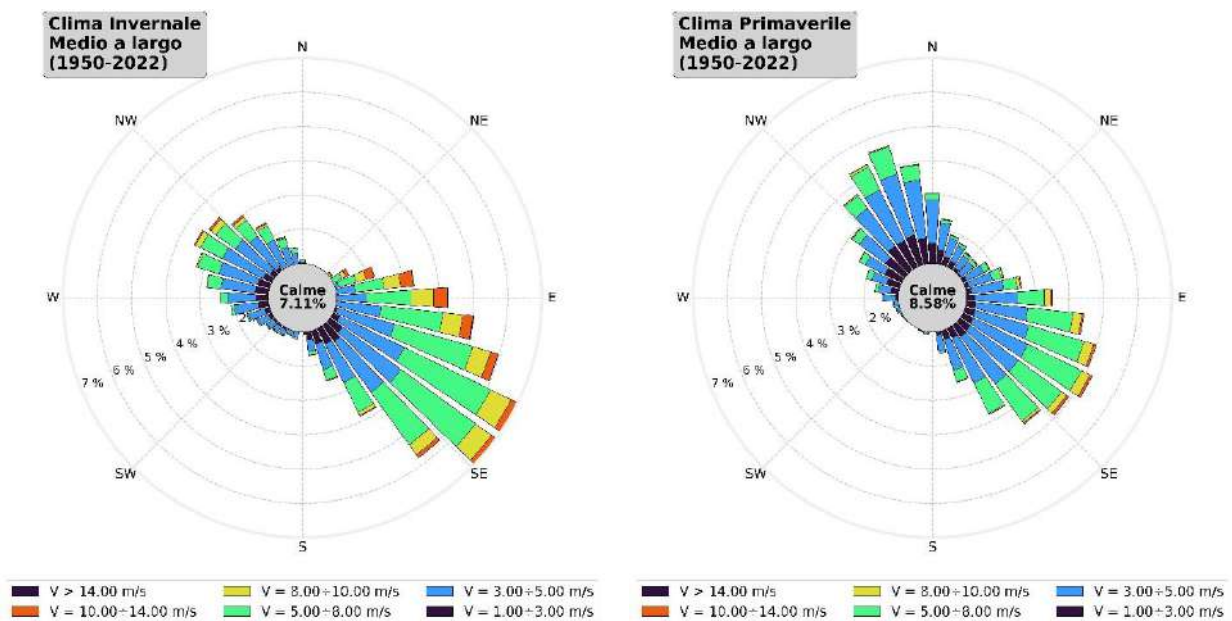 Clima Invernale
Medio a largo
(1950-2022)
N
NW
NE
W
Calme
7.11%
E
2
3 %
4 %
5 %
6 %
7 %
SW
SE
S
V > 14.00 m/s
V = 8.00÷10.00 m/s
V = 3.00÷5.00 m/s
V = 10.00÷14.00 m/s
V = 5.00÷8.00 m/s
V = 1.00÷3.00 m/s
Clima Primaverile
Medio a largo
(1950-2022)
N
NW
NE
W
Calme
8.58%
E
2 %
3 %
4 %
5 %
6 %
7 %
SW
SE
S
V > 14.00 m/s
V = 8.00÷10.00 m/s
V = 3.00÷5.00 m/s
V = 10.00÷14.00 m/s
V = 5.00÷8.00 m/s
V = 1.00÷3.00 m/s